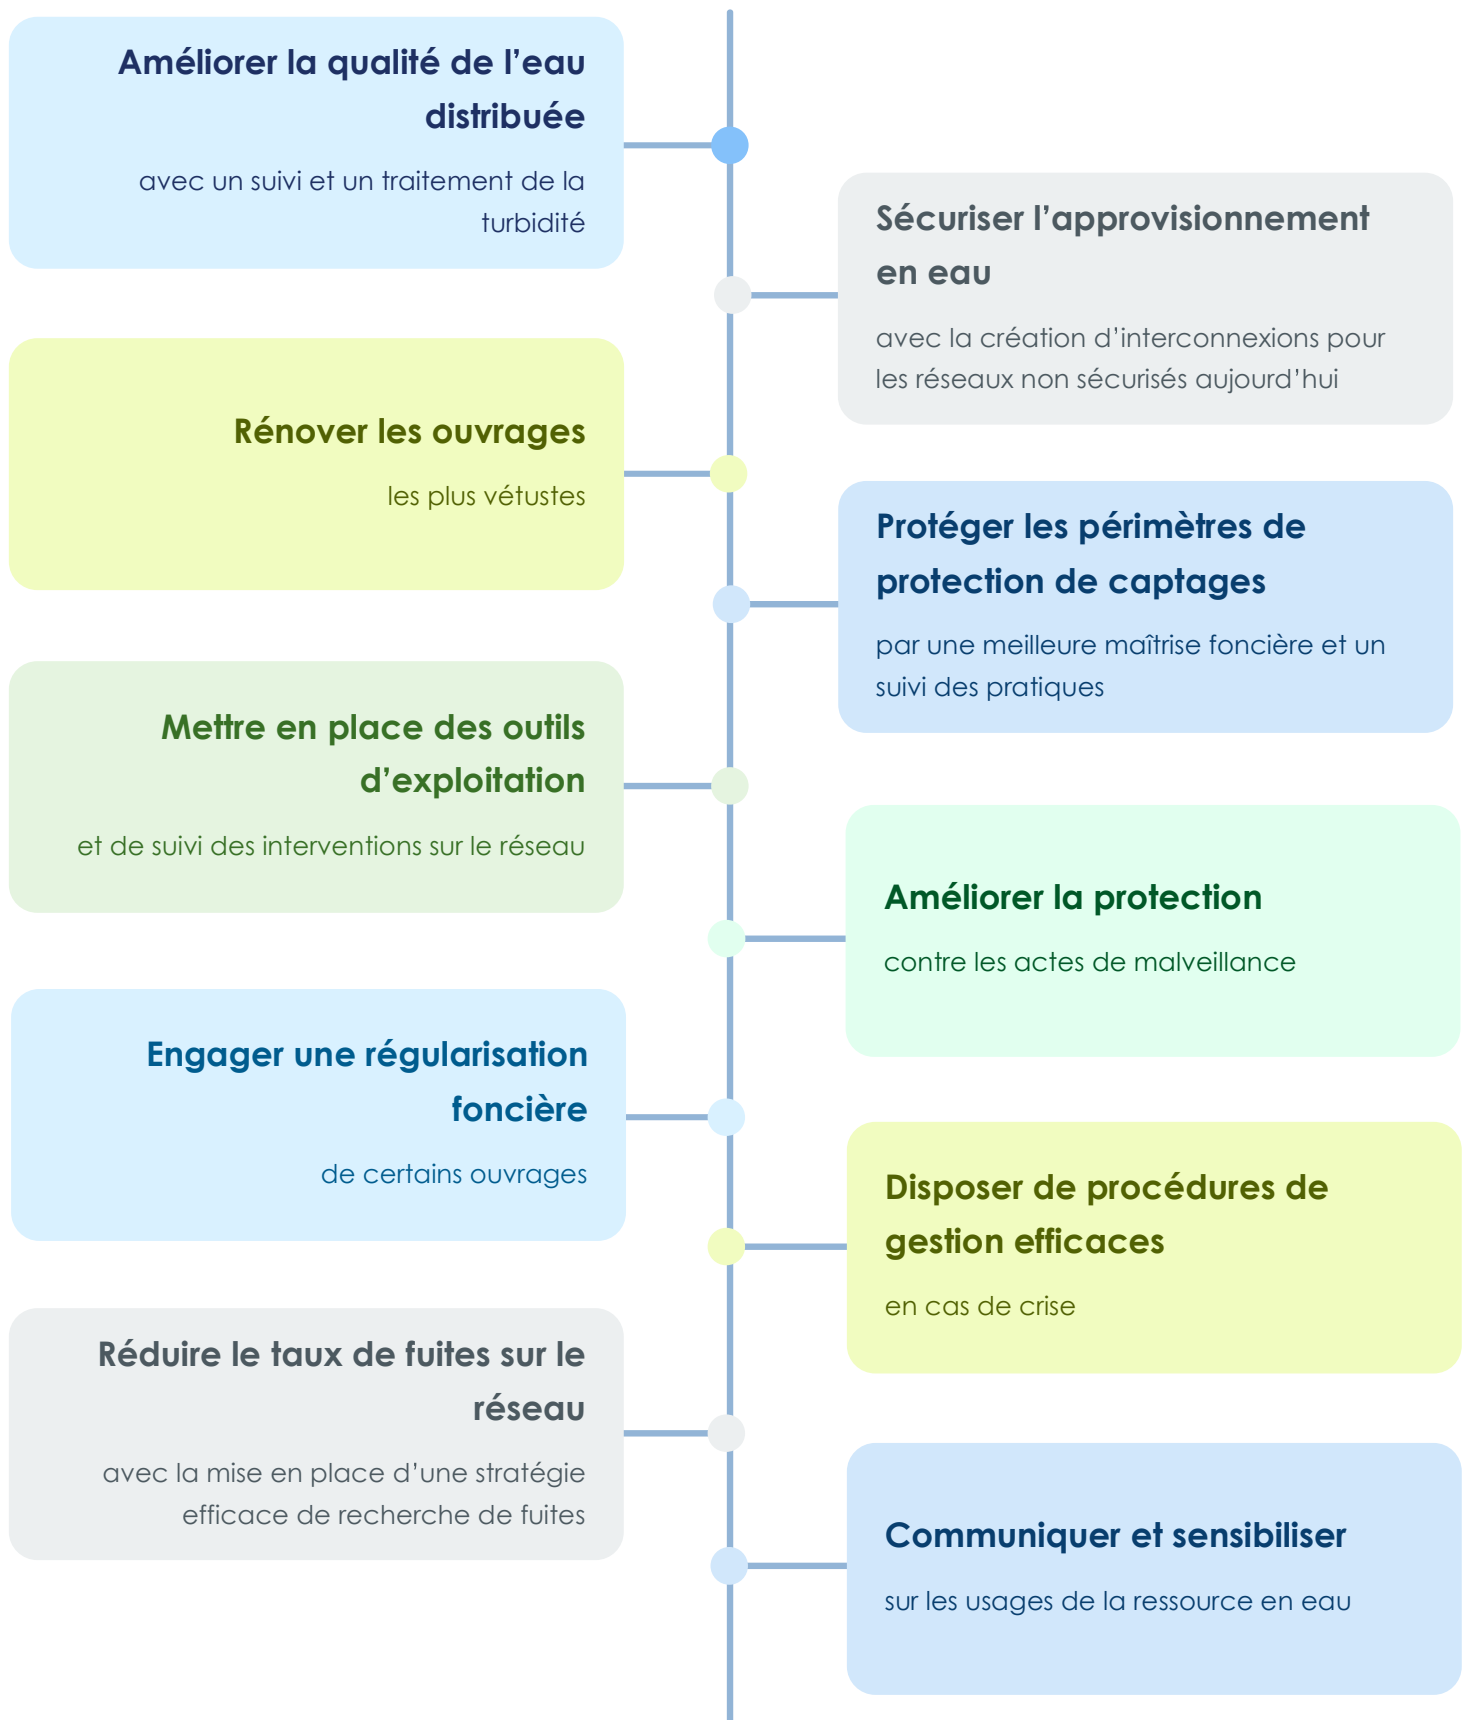 Améliorer la qualité de l’eau
distribuée
avec un suivi et un traitement de la
turbidité
Sécuriser l’approvisionnement
en eau
avec la création d’interconnexions pour
les réseaux non sécurisés aujourd’hui
Rénover les ouvrages
les plus vétustes
Protéger les périmètres de
protection de captages
par une meilleure maîtrise foncière et un
suivi des pratiques
Mettre en place des outils
d’exploitation
et de suivi des interventions sur le réseau
Améliorer la protection
contre les actes de malveillance
Engager une régularisation
foncière
de certains ouvrages
Disposer de procédures de
gestion efficaces
en cas de crise
Réduire le taux de fuites sur le
réseau
avec la mise en place d’une stratégie
efficace de recherche de fuites
Communiquer et sensibiliser
sur les usages de la ressource en eau